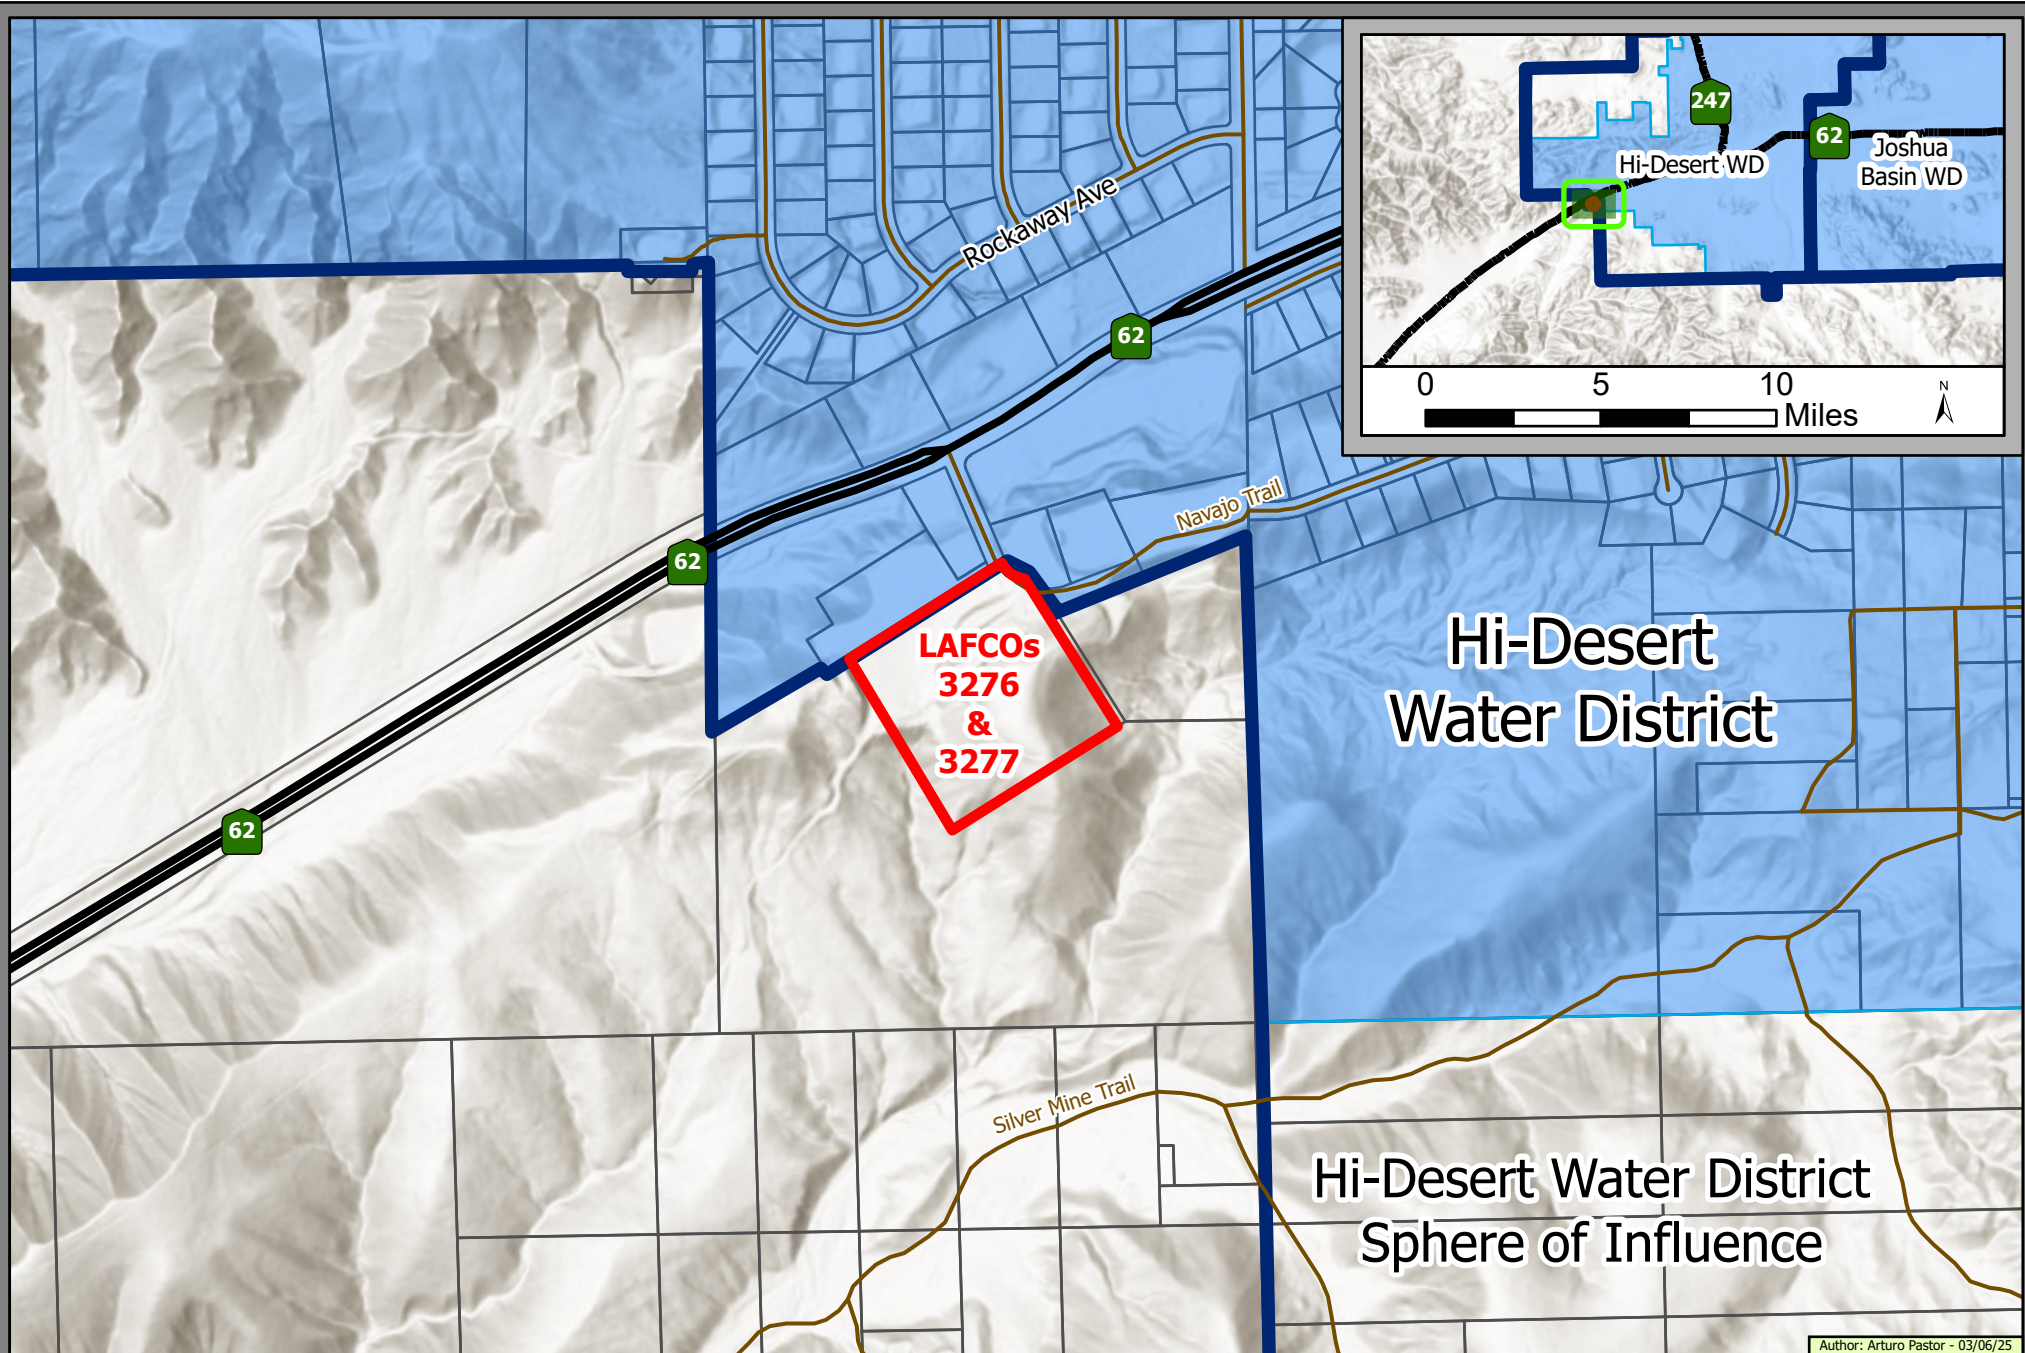 247
62
Joshua
Basin WD
Hi-Desert WD
0 5 10
Miles
N
Rockaway Ave
62
Navajo Trail
62
LAFCOs
3276
&
3277
Hi-Desert
Water District
62
Silver Mine Trail
Hi-Desert Water District
Sphere of Influence
Author: Arturo Pastor - 03/06/25